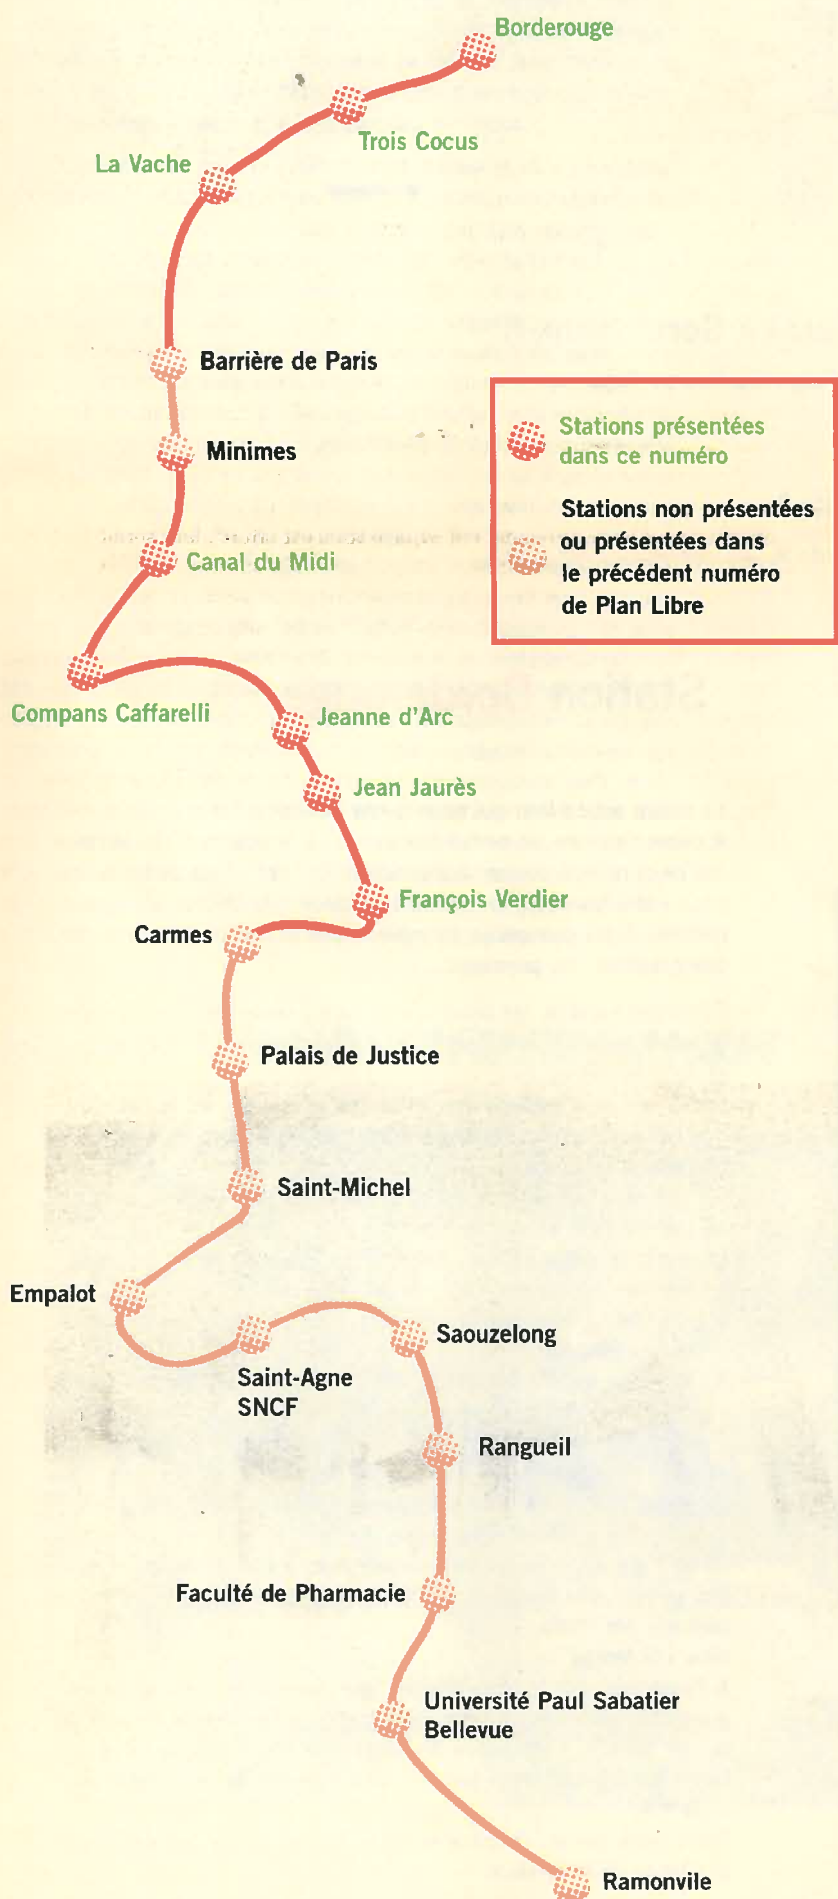 Borderouge
Trois Cocus
La Vache
Barrière de Paris
Minimes
Stations présentées
dans ce numéro
Stations non présentées
ou présentées dans
le précédent numéro
de Plan Libre
Canal du Midi
Compans Caffarelli
Jeanne d'Arc
Jean Jaurès
François Verdier
Carmes
Palais de Justice
Saint-Michel
Empalot
Saint-Agne
SNCF
Saouzelong
Rangueil
Faculté de Pharmacie
Université Paul Sabatier
Bellevue
Ramonvile